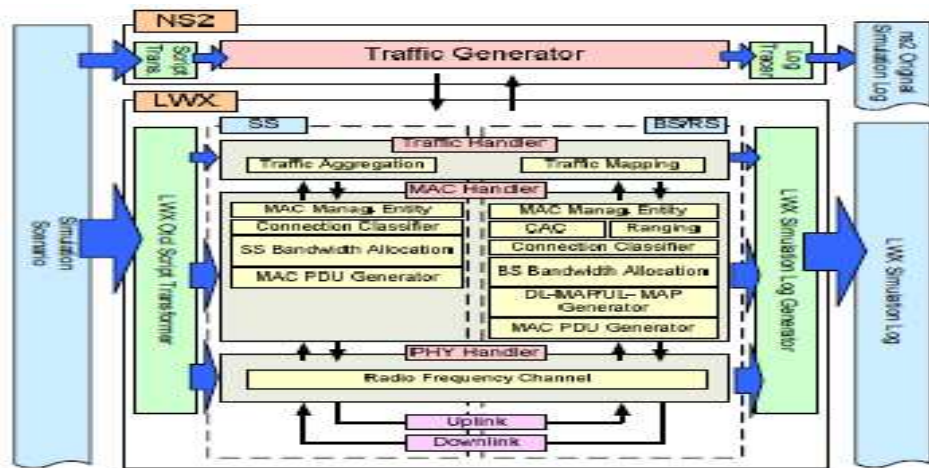 NS2
Script
Trans
Traffic Generator
Log
Tracer
ns2 Orignal
Simulation Log
LWX
SS
BS/RS
Traffic Handler
Traffic Aggregation
Traffic Mapping
MAC Handler
MAC Manag. Entity
Connection Classifier
SS Bandwidth Allocation
MAC PDU Generator
MAC Manag. Entity
CAC
Ranging
Connection Classifier
BS Bandwidth Allocation
DL-MAP/UL-MAP
Generator
MAC PDU Generator
PHY Handler
Radio Frequency Channel
Uplink
Downlink
Simulation
Scenario
LWX
Script Transformer
LWX Simulation Log Generator
LWX Simulation Log